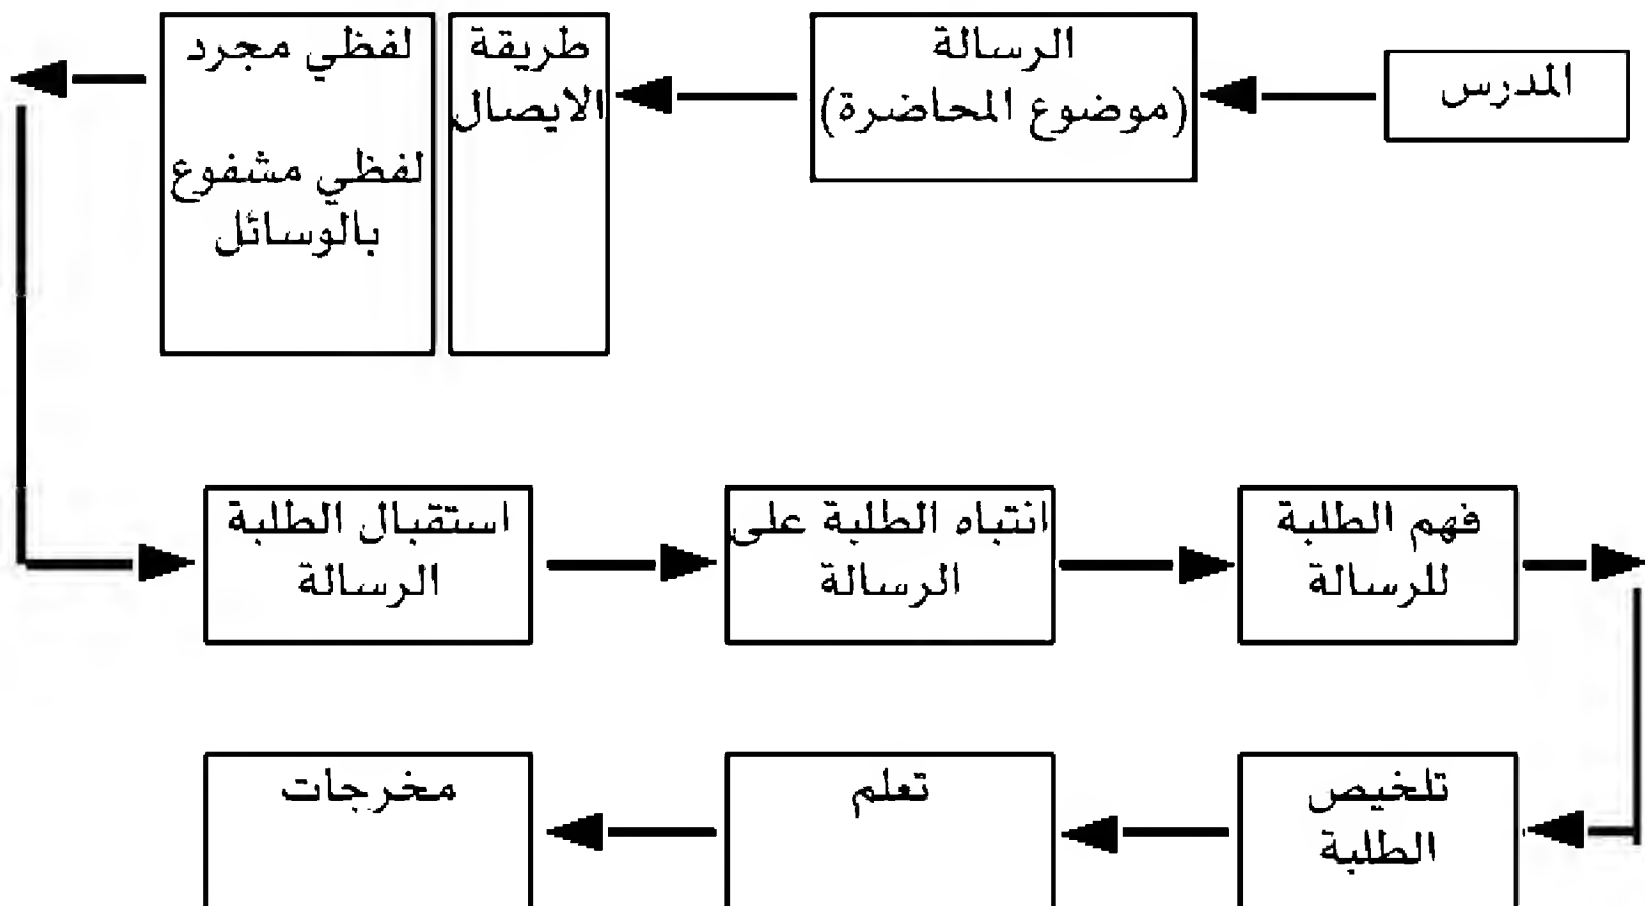 المدرس
الرسالة
(موضوع المحاضرة)
طريقة
الايصال
لفظي مجرد
لفظي مشفوع
بالوسائل
استقبال الطلبة
الرسالة
انتباه الطلبة على
الرسالة
فهم الطلبة
للرسالة
تلخيص
الطلبة
تعلم
مخرجات